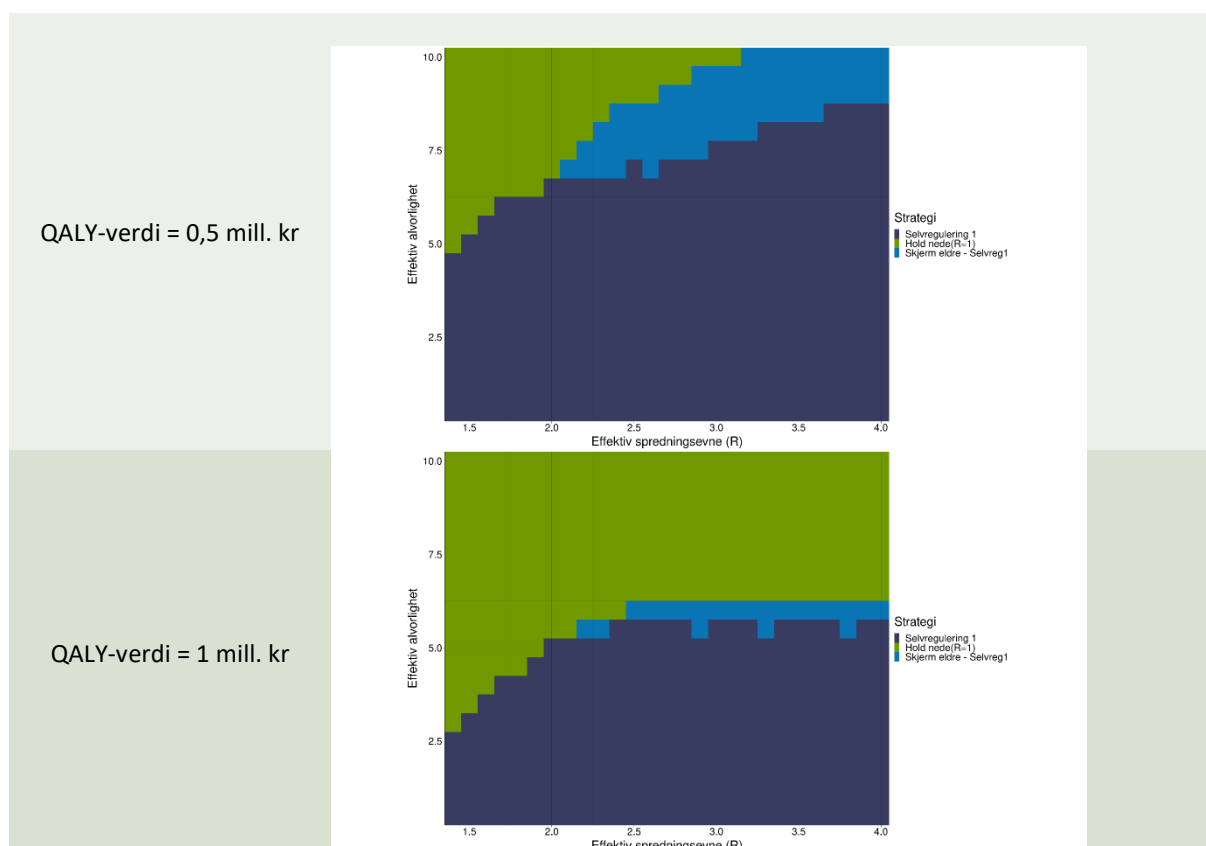 QALY-verdi = 0,5 mill. kr
10.0
7.5
5.0
2.5
Effektiv alvorlighet
1.5 2.0 2.5 3.0 3.5 4.0
Effektiv spredningsevne (R)
Strategi
Selvregulering 1
Hold nede(R=1)
Skjerm eldre - Selvreg1
QALY-verdi = 1 mill. kr
10.0
7.5
5.0
2.5
Effektiv alvorlighet
1.5 2.0 2.5 3.0 3.5 4.0
Effektiv spredningsevne (R)
Strategi
Selvregulering 1
Hold nede(R=1)
Skjerm eldre - Selvreg1